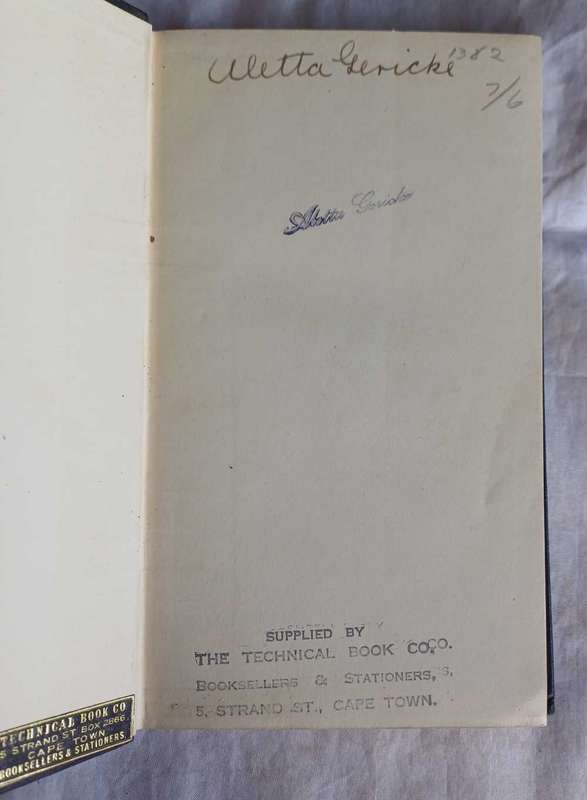 Aletta Gericke
1382
7/6
Aletta Gericke
SUPPLIED BY
THE TECHNICAL BOOK CO.
BOOKSELLERS & STATIONERS,
5, STRAND ST., CAPE TOWN.
TECHNICAL BOOK CO
5 STRAND ST BOX 2866.
CAPE TOWN
BOOKSELLERS & STATIONERS.